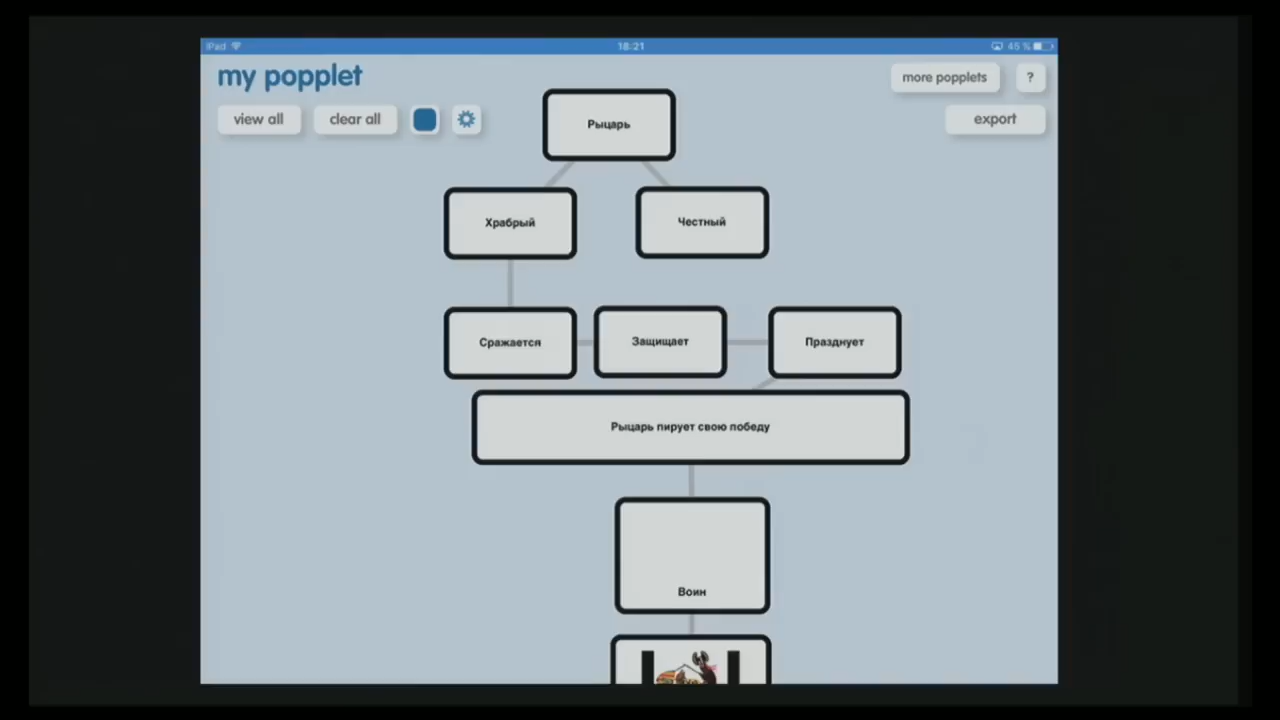 iPad
18:21
45 %
my popplet
more popplets
?
view all
clear all
export
Рыцарь
Храбрый
Честный
Сражается
Защищает
Празднует
Рыцарь пирует свою победу
Воин